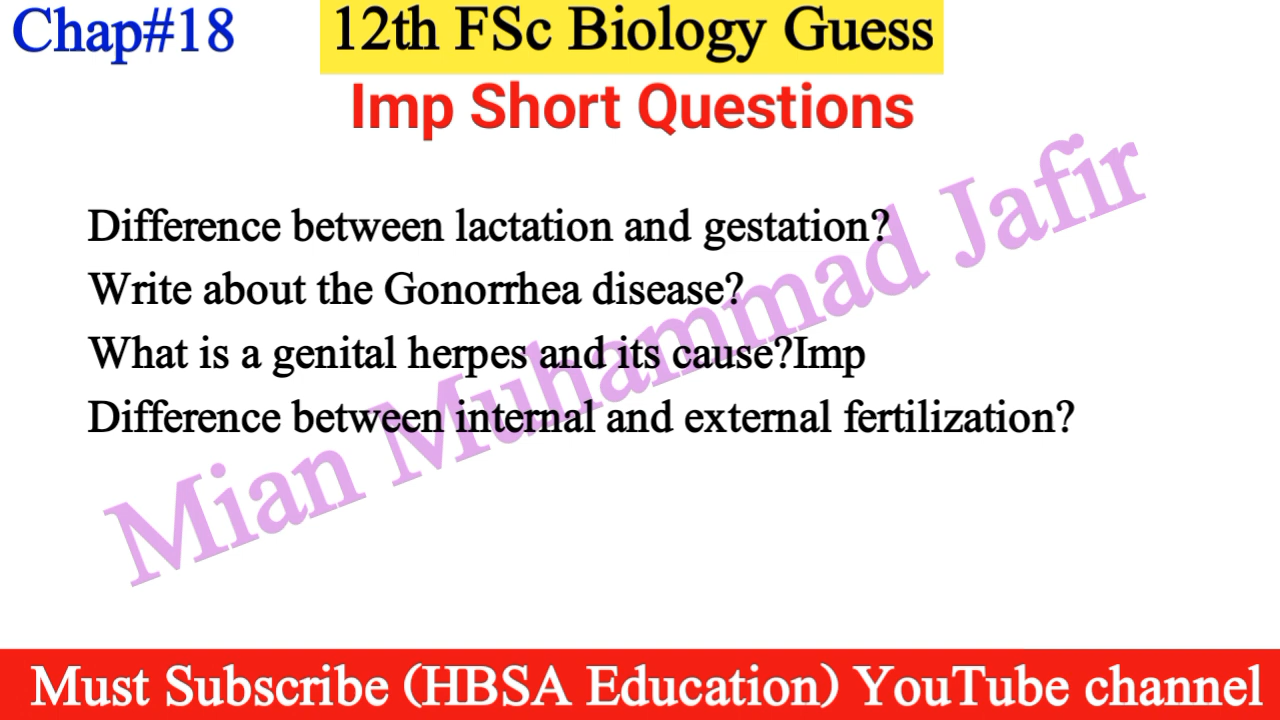 Chap#18
12th FSc Biology Guess
Imp Short Questions
Difference between lactation and gestation?
Write about the Gonorrhea disease?
What is a genital herpes and its cause?Imp
Difference between internal and external fertilization?
Mian Muhammad Jafir
Must Subscribe (HBSA Education) YouTube channel